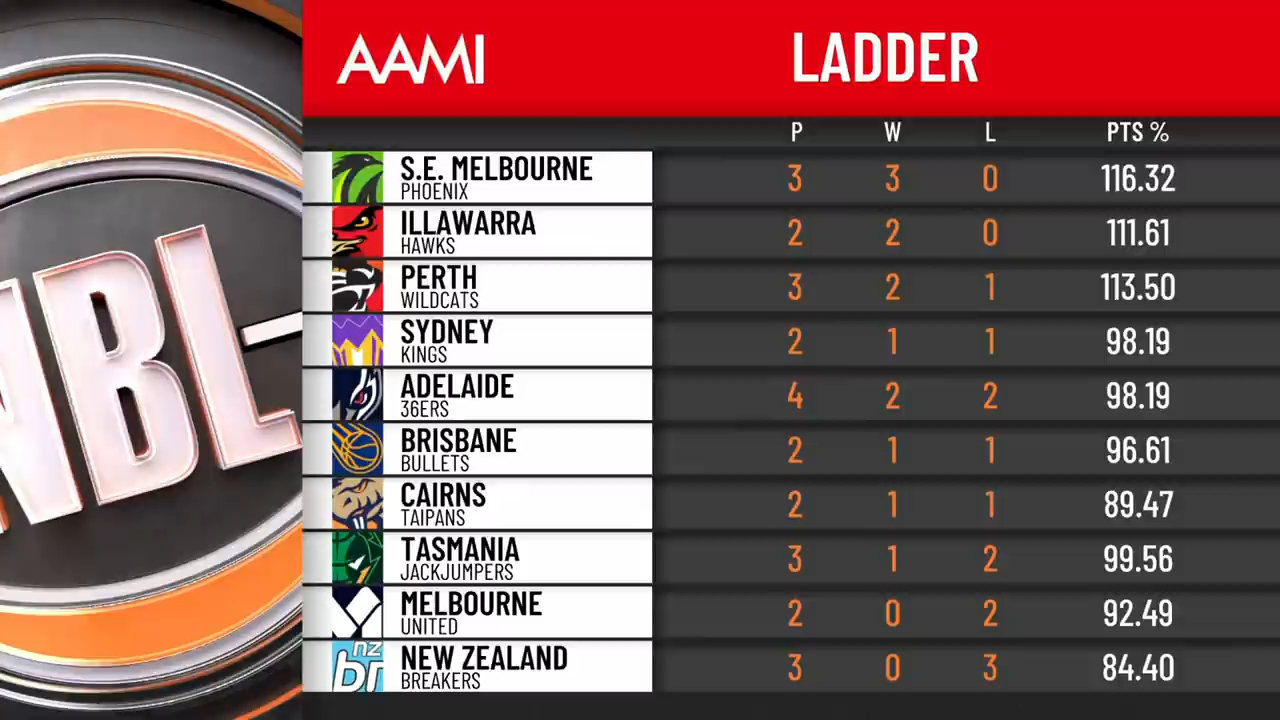 AAMI LADDER
P W L PTS %
S.E. MELBOURNE
PHOENIX
3 3 0 116.32
ILLAWARRA
HAWKS
2 2 0 111.61
PERTH
WILDCATS
3 2 1 113.50
SYDNEY
KINGS
2 1 1 98.19
ADELAIDE
36ERS
4 2 2 98.19
BRISBANE
BULLETS
2 1 1 96.61
CAIRNS
TAIPANS
2 1 1 89.47
TASMANIA
JACKJUMPERS
3 1 2 99.56
MELBOURNE
UNITED
2 0 2 92.49
NEW ZEALAND
BREAKERS
3 0 3 84.40
NBL
nz
br